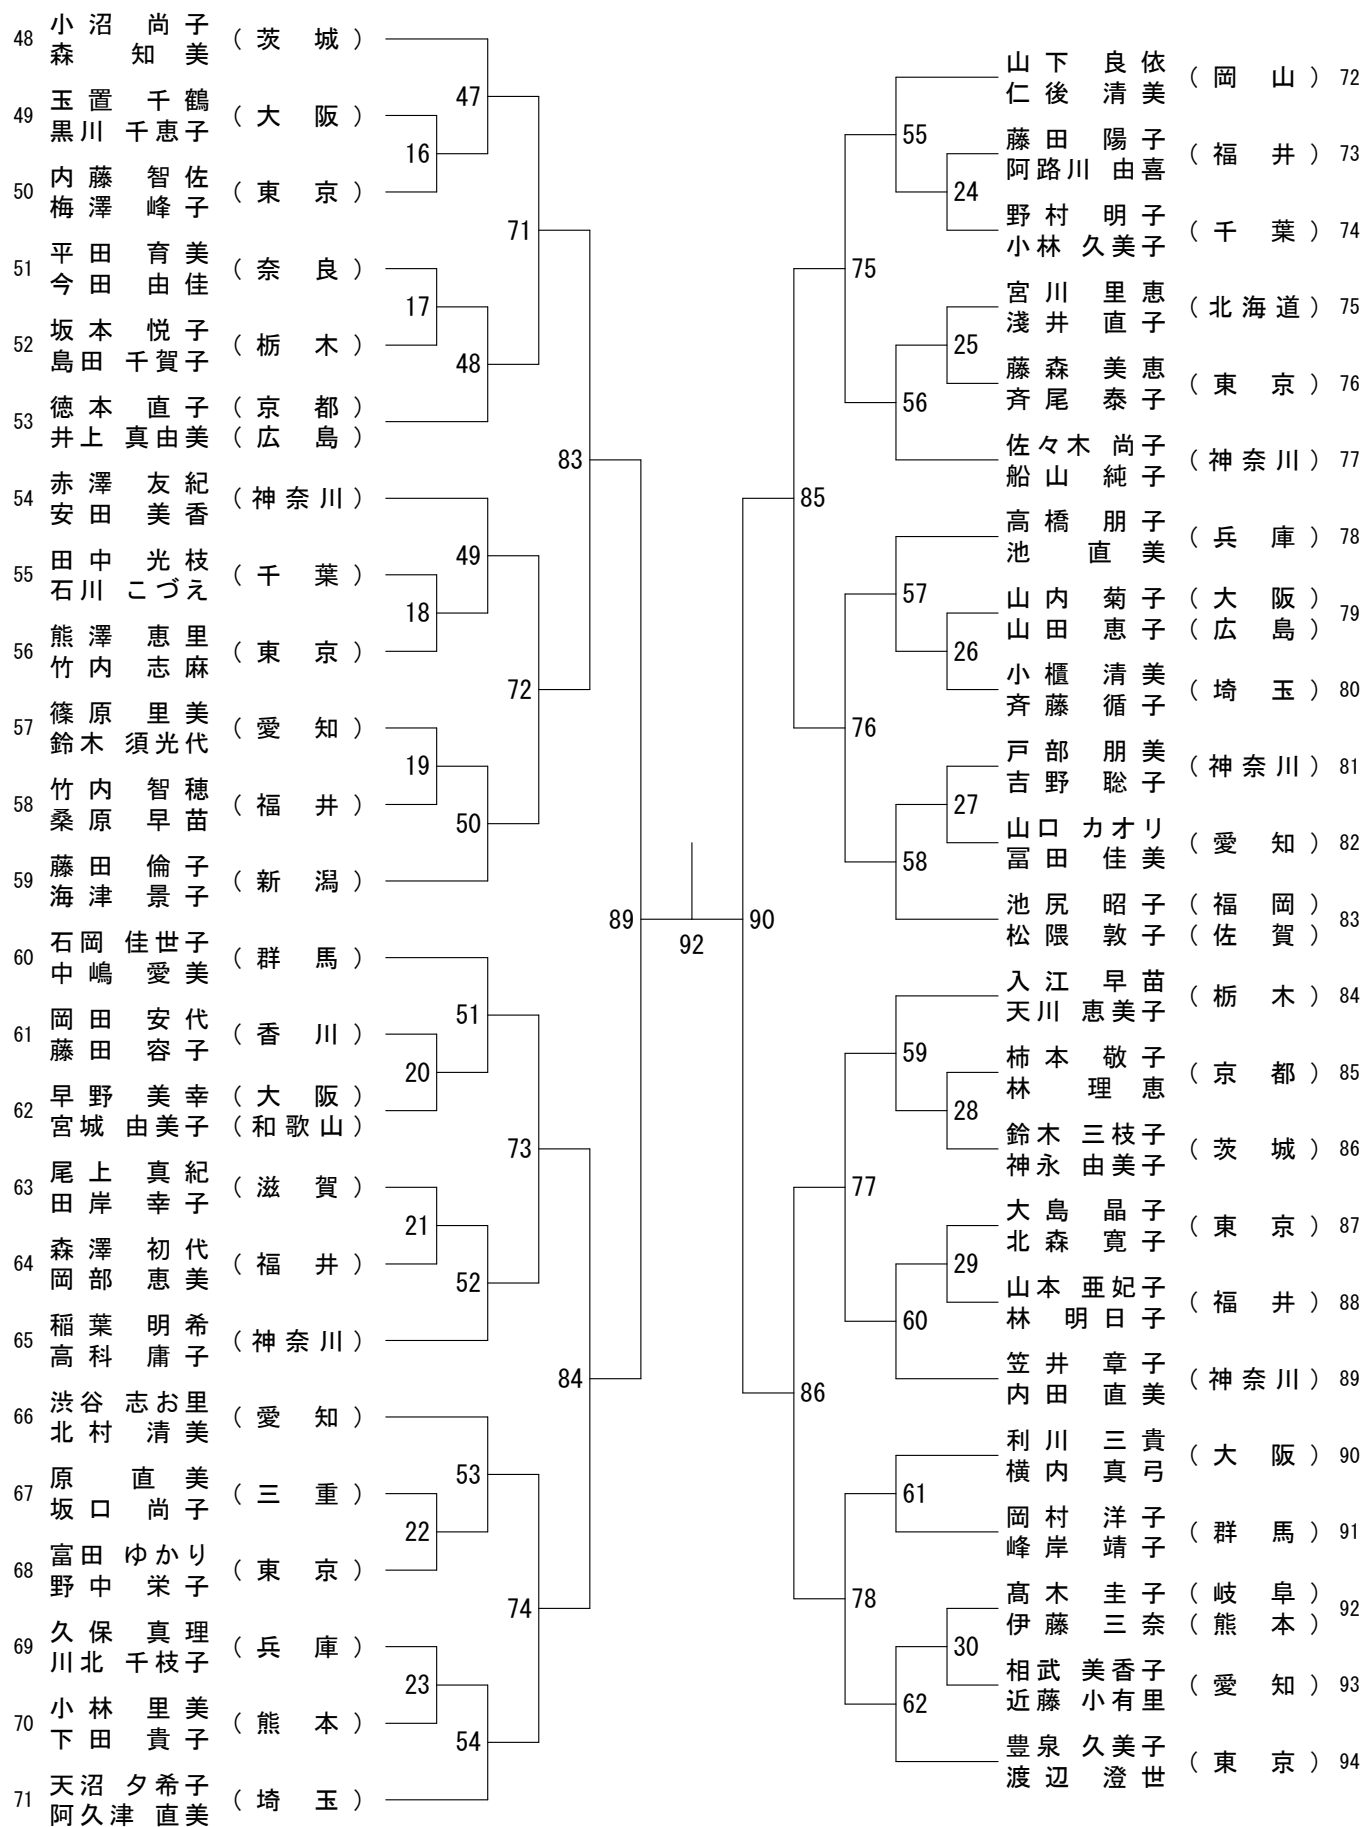 48 小沼 尚子 (茨城)
森 知美
49 玉置 千鶴 (大阪)
黒川 千恵子
50 内藤 智佐 (東京)
梅澤 峰子
51 平田 育美 (奈良)
今田 由佳
52 坂本 悦子 (栃木)
島田 千賀子
53 徳本 直子 (京都)
井上 真由美 (広島)
54 赤澤 友紀 (神奈川)
安田 美香
55 田中 光枝 (千葉)
石川 こづえ
56 熊澤 恵里 (東京)
竹内 志麻
57 篠原 里美 (愛知)
鈴木 須光代
58 竹内 智穂 (福井)
桑原 早苗
59 藤田 倫子 (新潟)
海津 景子
60 石岡 佳世子 (群馬)
中嶋 愛美
61 岡田 安代 (香川)
藤田 容子
62 早野 美幸 (大阪)
宮城 由美子 (和歌山)
63 尾上 真紀 (滋賀)
田岸 幸子
64 森澤 初代 (福井)
岡部 恵美
65 稲葉 明希 (神奈川)
高科 庸子
66 渋谷 志お里 (愛知)
北村 清美
67 原 直美 (三重)
坂口 尚子
68 富田 ゆかり (東京)
野中 栄子
69 久保 真理 (兵庫)
川北 千枝子
70 小林 里美 (熊本)
下田 貴子
71 天沼 夕希子 (埼玉)
阿久津 直美
16
17
18
19
20
21
22
23
47
48
49
50
51
52
53
54
71
72
73
74
83
84
89
92
90
85
86
75
76
77
78
55
56
57
58
59
60
61
62
24
25
26
27
28
29
30
山下 良依 (岡山) 72
仁後 清美
藤田 陽子 (福井) 73
阿路川 由喜
野村 明子 (千葉) 74
小林 久美子
宮川 里恵 (北海道) 75
淺井 直子
藤森 美恵 (東京) 76
斉尾 泰子
佐々木 尚子 (神奈川) 77
船山 純子
高橋 朋子 (兵庫) 78
池 直美
山内 菊子 (大阪) 79
山田 恵子 (広島)
小櫃 清美 (埼玉) 80
斉藤 循子
戸部 朋美 (神奈川) 81
吉野 聡子
山口 カオリ (愛知) 82
冨田 佳美
池尻 昭子 (福岡) 83
松隈 敦子 (佐賀)
入江 早苗 (栃木) 84
天川 恵美子
柿本 敬子 (京都) 85
林 理恵
鈴木 三枝子 (茨城) 86
神永 由美子
大島 晶子 (東京) 87
北森 寛子
山本 亜妃子 (福井) 88
林 明日子
笠井 章子 (神奈川) 89
内田 直美
利川 三貴 (大阪) 90
横内 真弓
岡村 洋子 (群馬) 91
峰岸 靖子
髙木 圭子 (岐阜) 92
伊藤 三奈 (熊本)
相武 美香子 (愛知) 93
近藤 小有里
豊泉 久美子 (東京) 94
渡辺 澄世